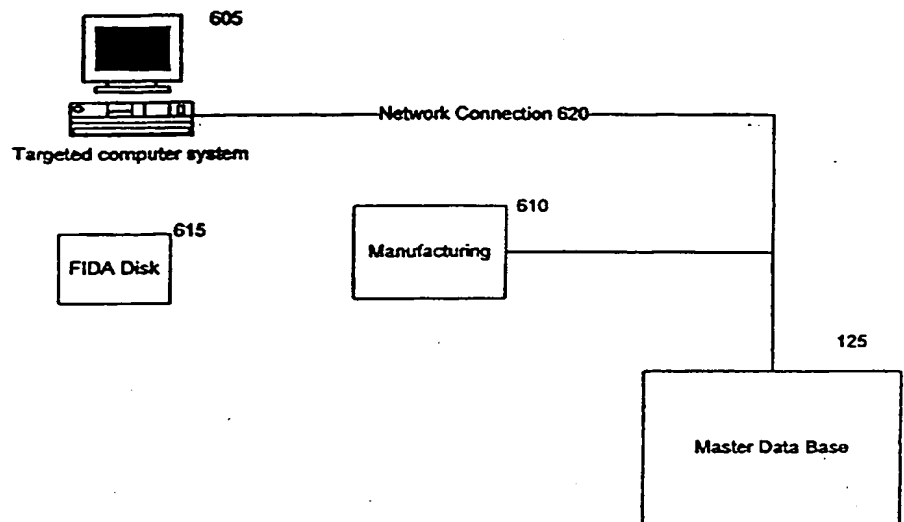 605
Network Connection 620
Targeted computer system
610
615
Manufacturing
FIDA Disk
125
Master Data Base